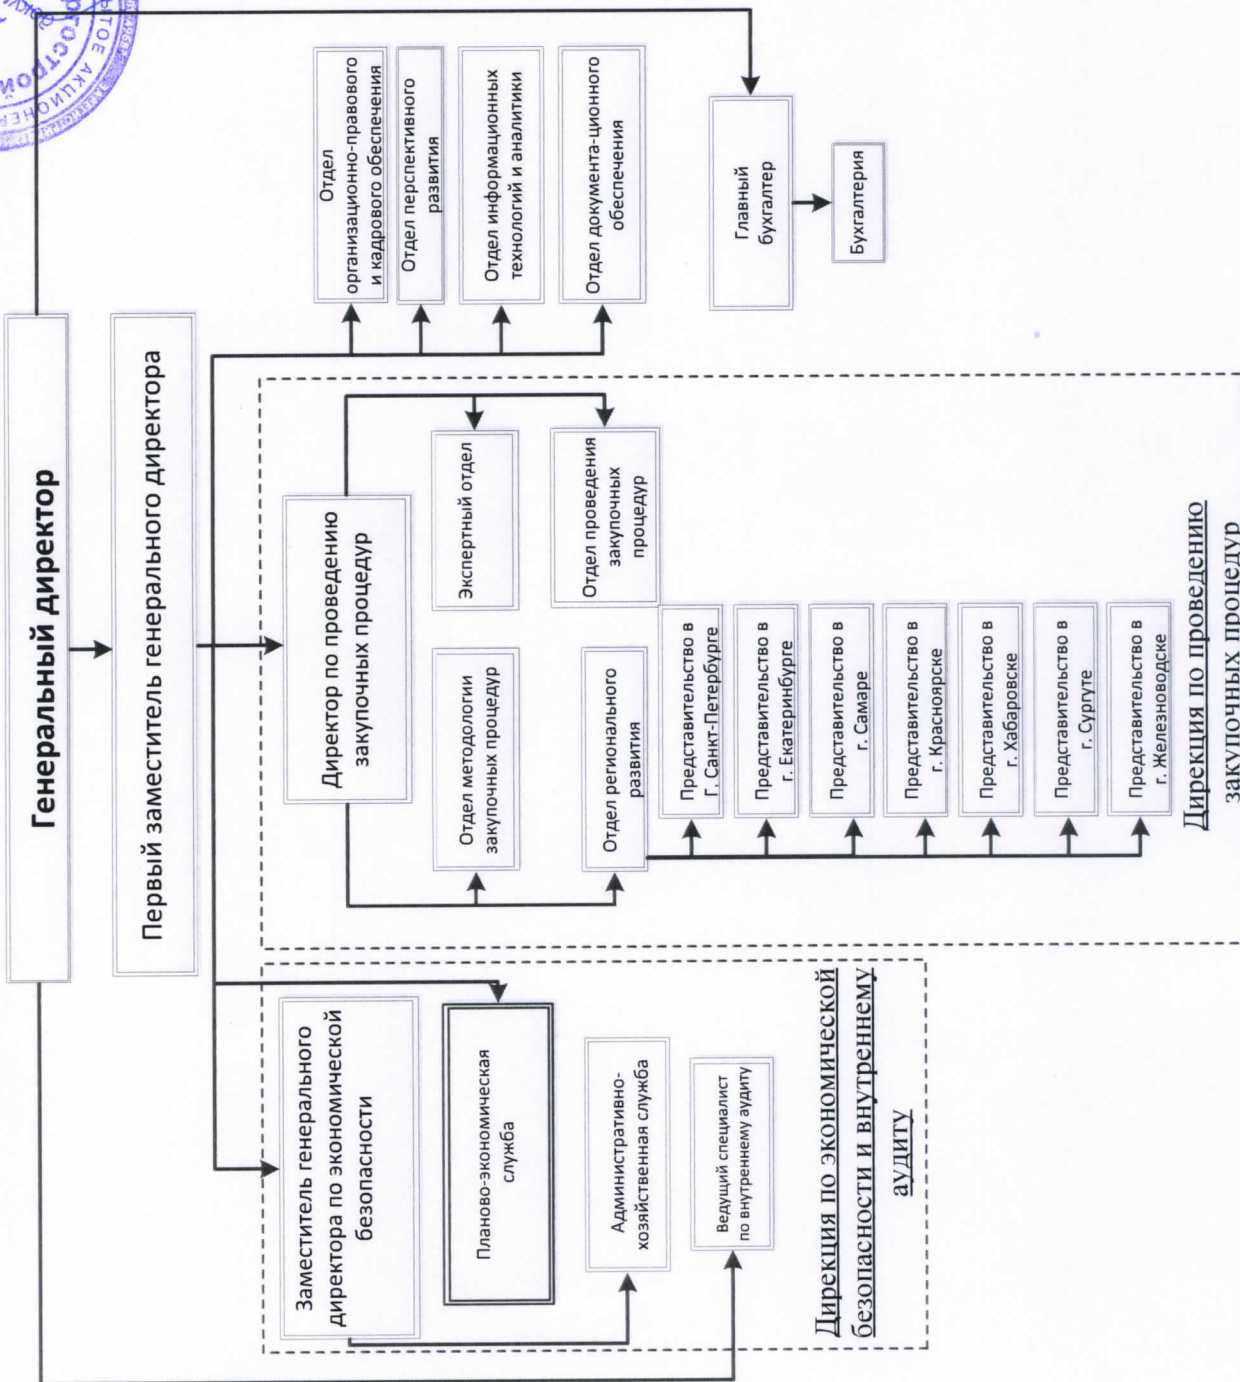 Генеральный директор
Первый заместитель генерального директора
Заместитель генерального
директора по экономической
безопасности
Планово-экономическая
служба
Административно-
хозяйственная служба
Ведущий специалист
по внутреннему аудиту
Дирекция по экономической
безопасности и внутреннему
аудиту
Директор по проведению
закупочных процедур
Отдел методологии
закупочных процедур
Экспертный отдел
Отдел регионального
развития
Отдел проведения
закупочных
процедур
Представительство в
Г. Санкт-Петербурге
Представительство в
г. Екатеринбурге
Представительство в
г. Самаре
Представительство в
г. Красноярске
Представительство в
г. Хабаровске
Представительство в
г. Сургуте
Представительство в
г. Железноводске
Дирекция по проведению
закупочных процедур
Отдел
организационно-правового
и кадрового обеспечения
Отдел перспективного
развития
Отдел информационных
технологий и аналитики
Отдел документа-ционного
обеспечения
Главный
бухгалтер
Бухгалтерия